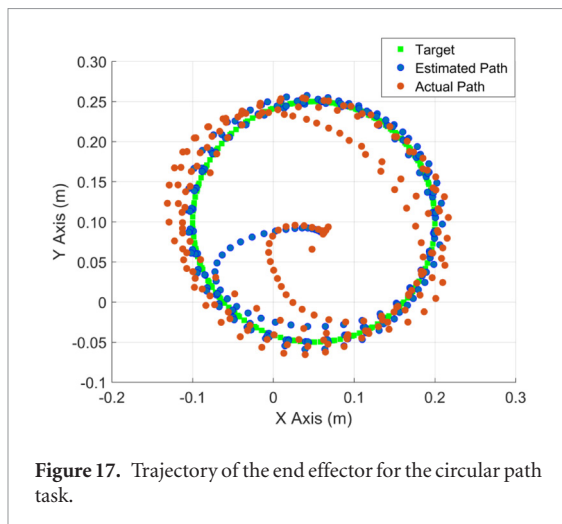 0.30
Target
Estimated Path
Actual Path
0.25
0.20
0.15
Y Axis (m)
0.10
0.05
0
-0.05
-0.1
-0.2
-0.1
0
0.1
0.2
0.3
X Axis (m)
Figure 17. Trajectory of the end effector for the circular path
task.